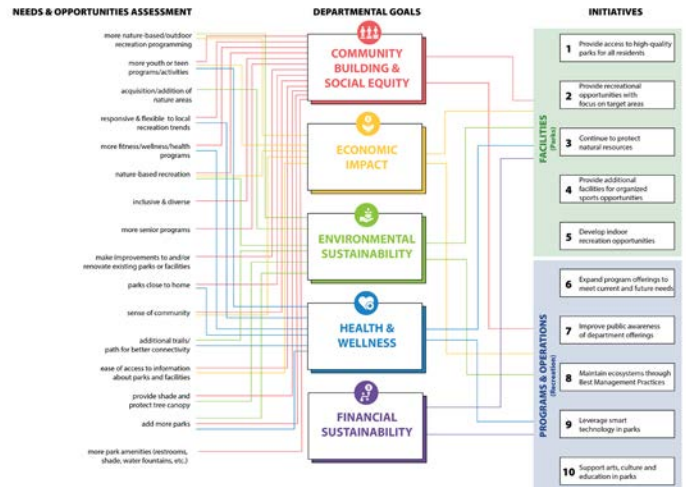 NEEDS & OPPORTUNITIES ASSESSMENT
more nature-based/outdoor
recreation programming
more youth or teen
programs/activities
acquisition/addition of
nature areas
responsive & flexible to local
recreation trends
more fitness/wellness/health
programs
nature-based recreation
inclusive & diverse
more senior programs
make improvements to and/or
renovate existing parks or facilities
parks close to home
sense of community
additional trails/
path for better connectivity
ease of access to information
about parks and facilities
provide shade and
protect tree canopy
add more parks
more park amenities (restrooms,
shade, water fountains, etc.)
DEPARTMENTAL GOALS
COMMUNITY
BUILDING &
SOCIAL EQUITY
ECONOMIC
IMPACT
ENVIRONMENTAL
SUSTAINABILITY
HEALTH &
WELLNESS
FINANCIAL
SUSTAINABILITY
INITIATIVES
FACILITIES
(Parks)
1 Provide access to high-quality
parks for all residents
2 Provide recreational
opportunities with
focus on target areas
3 Continue to protect
natural resources
4 Provide additional
facilities for organized
sports opportunities
5 Develop indoor
recreation opportunities
PROGRAMS & OPERATIONS
(Recreation)
6 Expand program offerings to
meet current and future needs
7 Improve public awareness
of department offerings
8 Maintain ecosystems through
Best Management Practices
9 Leverage smart
technology in parks
10 Support arts, culture and
education in parks